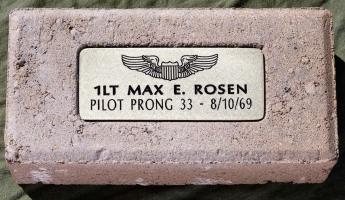 1LT MAX E. ROSEN
PILOT PRONG 33 - 8/10/69